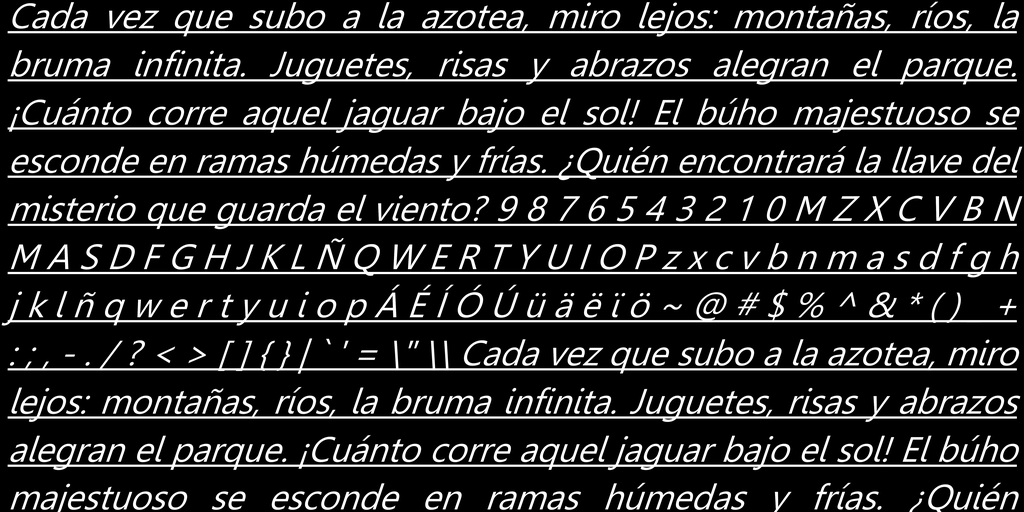 Cada vez que subo a la azotea, miro lejos: montañas, ríos, la
bruma infinita. Juguetes, risas y abrazos alegran el parque.
¡Cuánto corre aquel jaguar bajo el sol! El búho majestuoso se
esconde en ramas húmedas y frías. ¿Quién encontrará la llave del
misterio que guarda el viento? 9 8 7 6 5 4 3 2 1 0 M Z X C V B N
M A S D F G H J K L Ñ Q W E R T Y U I O P z x c v b n m a s d f g h
j k l ñ q w e r t y u i o p Á É Í Ó Ú ü ä ë ï ö ~ @ # $ % ^ & * ( ) +
: ; , - . / ? < > [ ] { } | ` ' = \" \\ Cada vez que subo a la azotea, miro
lejos: montañas, ríos, la bruma infinita. Juguetes, risas y abrazos
alegran el parque. ¡Cuánto corre aquel jaguar bajo el sol! El búho
majestuoso se esconde en ramas húmedas y frías. ¿Quién